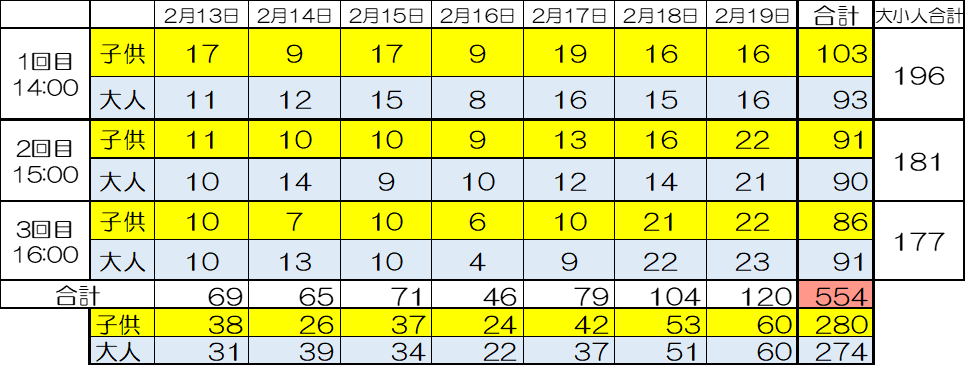 2月13日 2月14日 2月15日 2月16日 2月17日 2月18日 2月19日 合計 大小人合計
1回目 14:00 子供 17 9 17 9 19 16 16 103 196
大人 11 12 15 8 16 15 16 93
2回目 15:00 子供 11 10 10 9 13 16 22 91 181
大人 10 14 9 10 12 14 21 90
3回目 16:00 子供 10 7 10 6 10 21 22 86 177
大人 10 13 10 4 9 22 23 91
合計 69 65 71 46 79 104 120 554
子供 38 26 37 24 42 53 60 280
大人 31 39 34 22 37 51 60 274